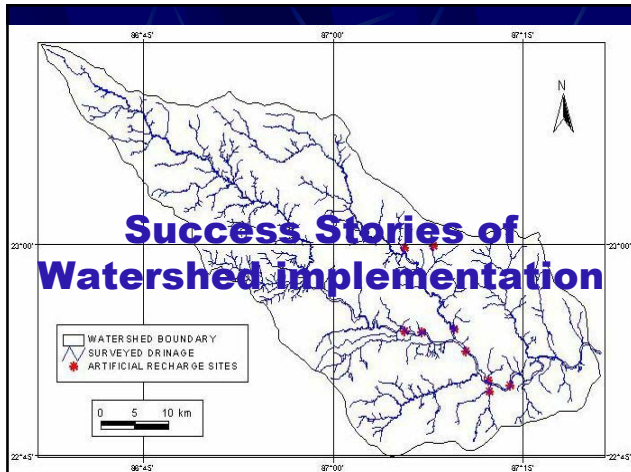 86°45' 87°00' 87°15'
N
Success Stories of
23°00' 23°00'
Watershed implementation
WATERSHED BOUNDARY
SURVEYED DRINAGE
ARTIFICIAL RECHARGE SITES
0 5 10 km
22°45' 22°45'
86°45' 87°00' 87°15'